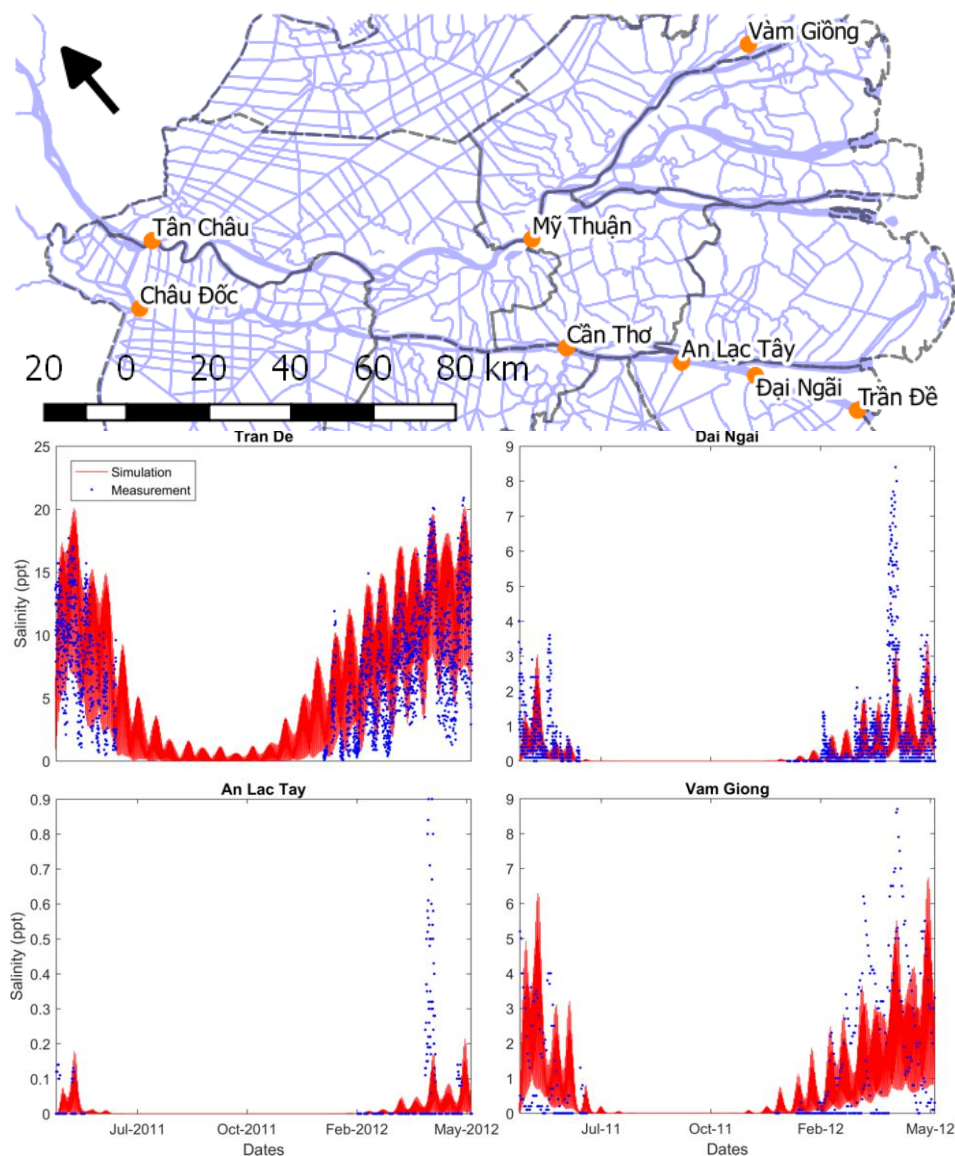 Vàm Giồng
Tân Châu
Mỹ Thuận
Châu Đốc
Cần Thơ
An Lạc Tây
Đại Ngãi
Trần Đề
20 0 20 40 60 80 km
Tran De
Dai Ngai
25
20
15
10
5
0
Salinity (ppt)
Simulation
Measurement
9
8
7
6
5
4
3
2
1
0
An Lac Tay
Vam Giong
0.9
0.8
0.7
0.6
0.5
0.4
0.3
0.2
0.1
0
Salinity (ppt)
Jul-2011 Oct-2011 Feb-2012 May-2012
Dates
9
8
7
6
5
4
3
2
1
0
Jul-11 Oct-11 Feb-12 May-12
Dates